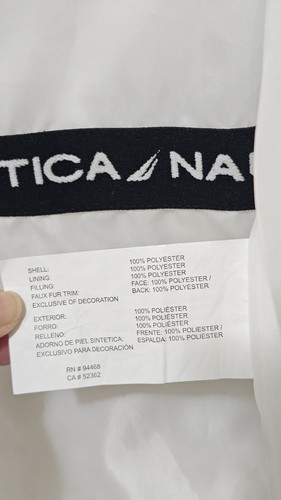 TICA NAU
SHELL: 100% POLYESTER
LINING: 100% POLYESTER
FILLING: 100% POLYESTER
FAUX FUR TRIM: FACE: 100% POLYESTER /
EXCLUSIVE OF DECORATION BACK: 100% POLYESTER
EXTERIOR: 100% POLIÉSTER
FORRO: 100% POLIÉSTER
RELLENO: 100% POLIÉSTER
ADORNO DE PIEL SINTETICA: FRENTE: 100% POLIÉSTER /
EXCLUSIVO PARA DECORACIÓN ESPALDA: 100% POLIÉSTER
RN # 94468
CA # 52362